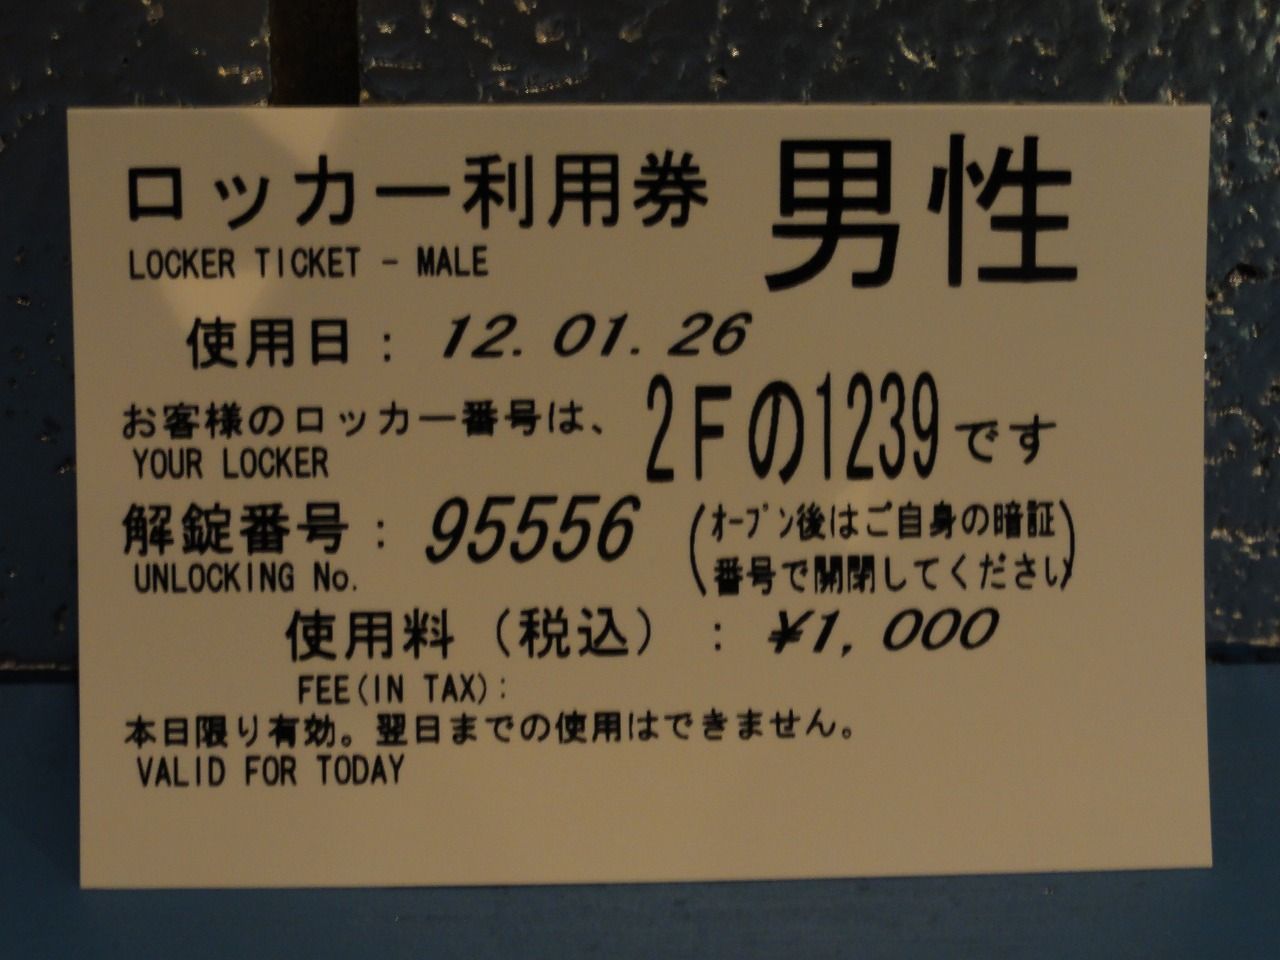 ロッカー利用券 男性
LOCKER TICKET - MALE
使用日： 12.01.26
お客様のロッカー番号は、 2Fの1239 です
YOUR LOCKER
解錠番号： 95556 (ｵｰﾌﾟﾝ後はご自身の暗証
番号で開閉してください)
UNLOCKING No.
使用料（税込）： ¥1,000
FEE(IN TAX):
本日限り有効。翌日までの使用はできません。
VALID FOR TODAY